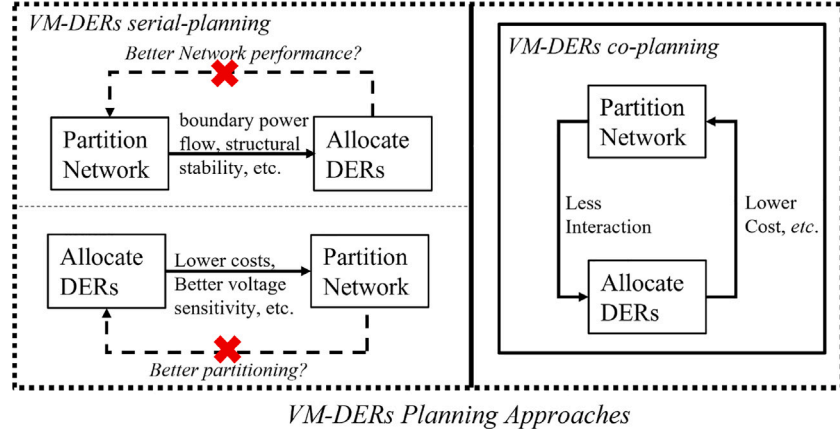 VM-DERs serial-planning
Better Network performance?
Partition
Network
boundary power
flow, structural
stability, etc.
Allocate
DERs
Allocate
DERs
Lower costs,
Better voltage
sensitivity, etc.
Partition
Network
Better partitioning?
VM-DERs co-planning
Partition
Network
Less
Interaction
Lower
Cost, etc.
Allocate
DERs
VM-DERs Planning Approaches